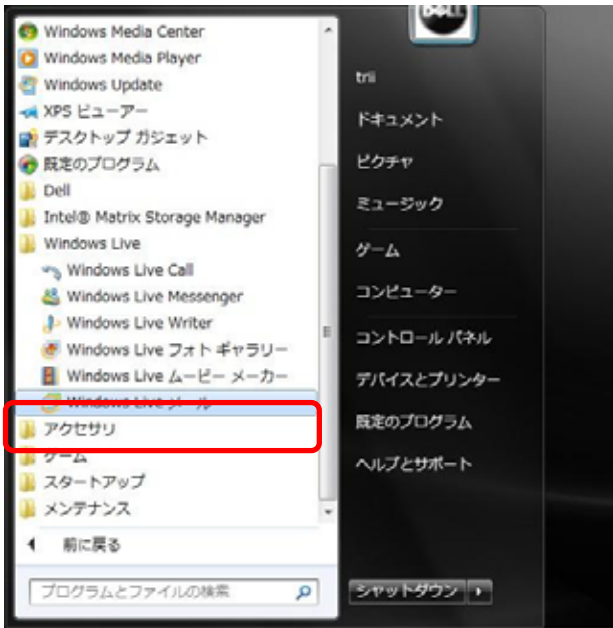 Windows Media Center
Windows Media Player
Windows Update
XPS ビューアー
デスクトップ ガジェット
既定のプログラム
Dell
Intel® Matrix Storage Manager
Windows Live
Windows Live Call
Windows Live Messenger
Windows Live Writer
Windows Live フォト ギャラリー
Windows Live ムービー メーカー
Windows Live メール
アクセサリ
ゲーム
スタートアップ
メンテナンス
前に戻る
プログラムとファイルの検索
DELL
trii
ドキュメント
ピクチャ
ミュージック
ゲーム
コンピューター
コントロール パネル
デバイスとプリンター
既定のプログラム
ヘルプとサポート
シャットダウン